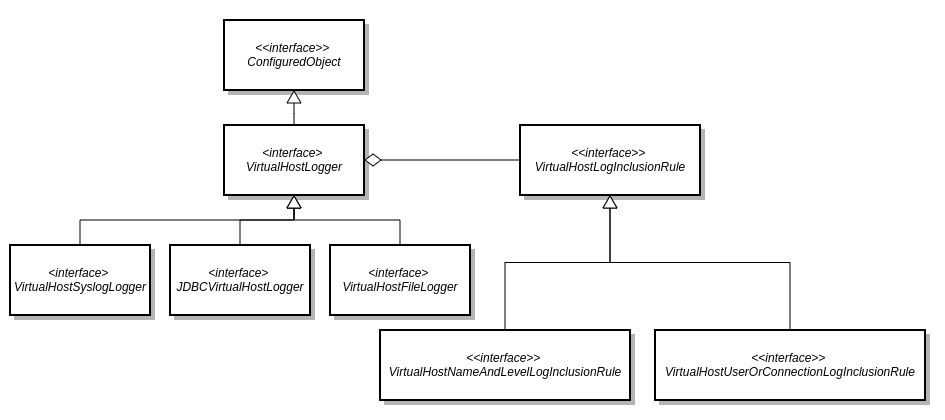 <<interface>>
ConfiguredObject
<interface>
VirtualHostLogger
<<interface>>
VirtualHostLogInclusionRule
<interface>
VirtualHostSyslogLogger
<interface>
JDBCVirtualHostLogger
<interface>
VirtualHostFileLogger
<<interface>>
VirtualHostNameAndLevelLogInclusionRule
<<interface>>
VirtualHostUserOrConnectionLogInclusionRule